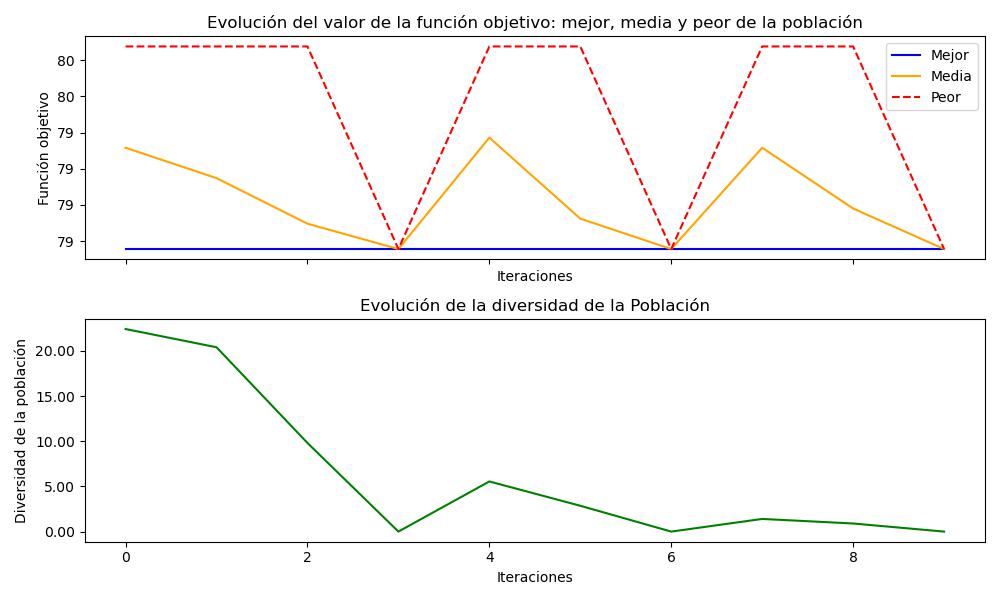 Evolución del valor de la función objetivo: mejor, media y peor de la población
Función objetivo
80
80
79
79
79
79
Mejor
Media
Peor
Iteraciones
Evolución de la diversidad de la Población
Diversidad de la población
20.00
15.00
10.00
5.00
0.00
0 2 4 6 8
Iteraciones